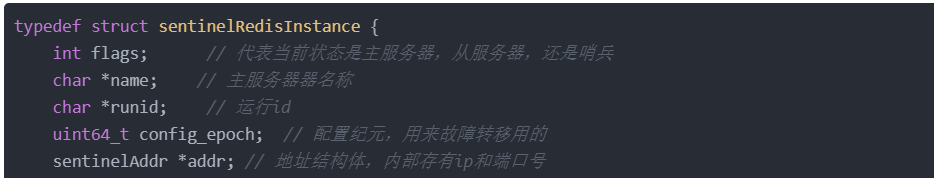 typedef struct sentinelRedisInstance {
    int flags;      // 代表当前状态是主服务器，从服务器，还是哨兵
    char *name;    // 主服务器器名称
    char *runid;    // 运行id
    uint64_t config_epoch;  // 配置纪元，用来故障转移用的
    sentinelAddr *addr; // 地址结构体，内部存有ip和端口号